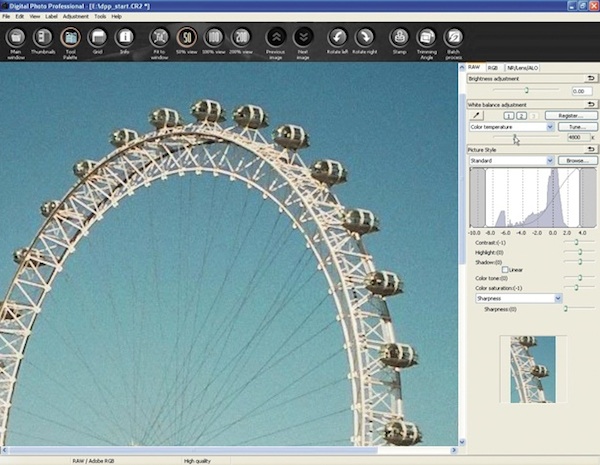 Digital Photo Professional - [E:\dpp_start.CR2 *]
File Edit View Label Adjustment Tools Help
Main window
Thumbnails
Tool Palette
Grid
Info
Fit to window
50
50% view
100
100% view
200
200% view
Previous image
Next image
Rotate left
Rotate right
Stamp
Trimming Angle
Batch process
RAW RGB NR/Lens/ALO
Brightness adjustment
0.00
White balance adjustment
1 2 3 Register...
Color temperature Tune...
4800 K
Picture Style
Standard Browse...
-10.0 -8.0 -6.0 -4.0 -2.0 0.0 2.0 4.0
Contrast:(-1)
Highlight:(0)
Shadow:(0)
Linear
Color tone:(0)
Color saturation:(-1)
Sharpness
Sharpness:(0)
RAW / Adobe RGB High quality